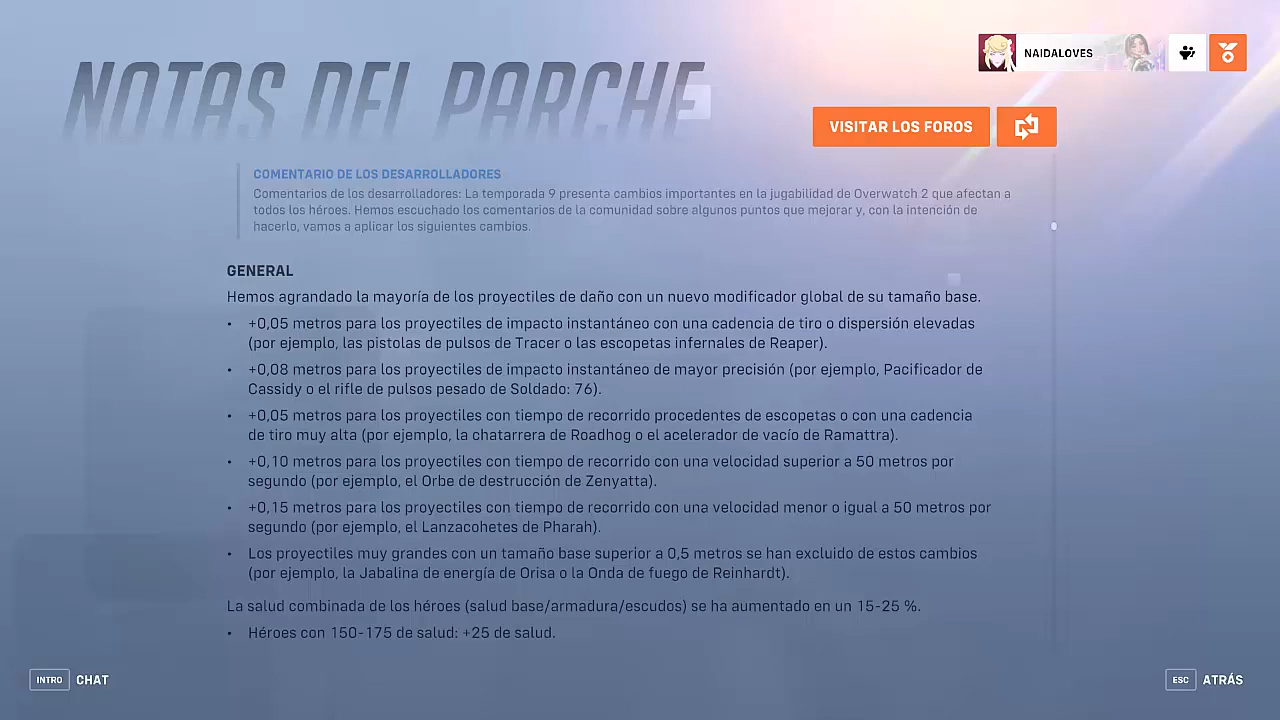 NOTAS DEL PARCHE
NAIDALOVES
VISITAR LOS FOROS
COMENTARIO DE LOS DESARROLLADORES
Comentarios de los desarrolladores: La temporada 9 presenta cambios importantes en la jugabilidad de Overwatch 2 que afectan a
todos los héroes. Hemos escuchado los comentarios de la comunidad sobre algunos puntos que mejorar y, con la intención de
hacerlo, vamos a aplicar los siguientes cambios.
GENERAL
Hemos agrandado la mayoría de los proyectiles de daño con un nuevo modificador global de su tamaño base.
• +0,05 metros para los proyectiles de impacto instantáneo con una cadencia de tiro o dispersión elevadas
(por ejemplo, las pistolas de pulsos de Tracer o las escopetas infernales de Reaper).
• +0,08 metros para los proyectiles de impacto instantáneo de mayor precisión (por ejemplo, Pacificador de
Cassidy o el rifle de pulsos pesado de Soldado: 76).
• +0,05 metros para los proyectiles con tiempo de recorrido procedentes de escopetas o con una cadencia
de tiro muy alta (por ejemplo, la chatarrera de Roadhog o el acelerador de vacío de Ramattra).
• +0,10 metros para los proyectiles con tiempo de recorrido con una velocidad superior a 50 metros por
segundo (por ejemplo, el Orbe de destrucción de Zenyatta).
• +0,15 metros para los proyectiles con tiempo de recorrido con una velocidad menor o igual a 50 metros por
segundo (por ejemplo, el Lanzacohetes de Pharah).
• Los proyectiles muy grandes con un tamaño base superior a 0,5 metros se han excluido de estos cambios
(por ejemplo, la Jabalina de energía de Orisa o la Onda de fuego de Reinhardt).
La salud combinada de los héroes (salud base/armadura/escudos) se ha aumentado en un 15-25 %.
• Héroes con 150-175 de salud: +25 de salud.
INTRO CHAT
ESC ATRÁS